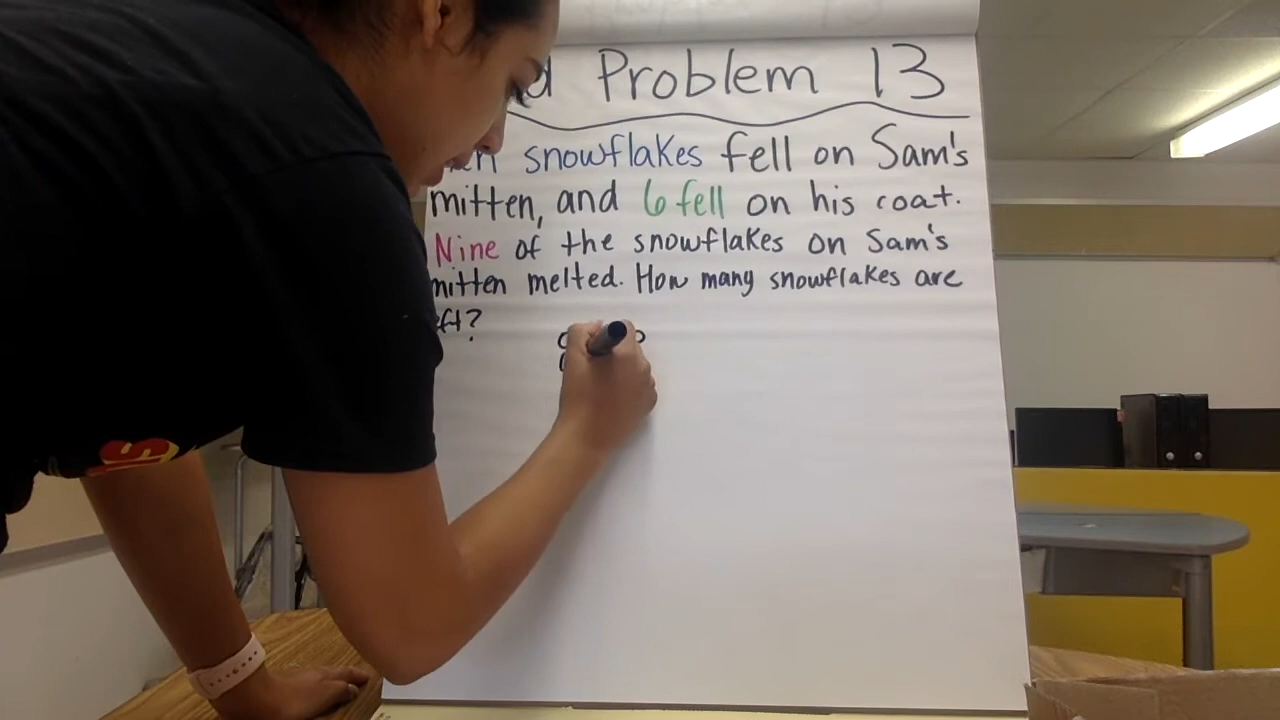 Problem 13
snowflakes fell on Sam's
mitten, and 6 fell on his coat.
Nine of the snowflakes on Sam's
mitten melted. How many snowflakes are